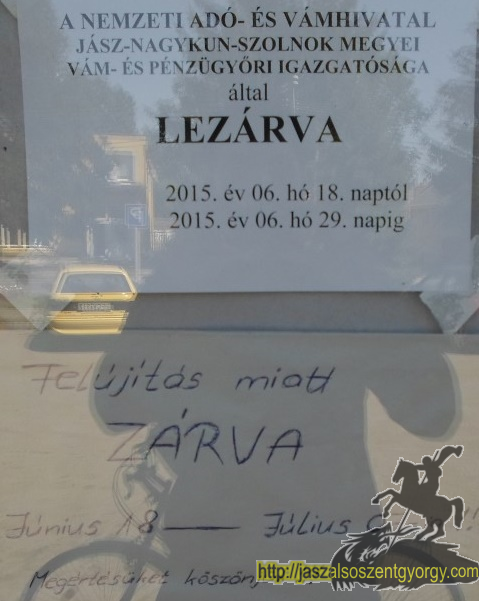 A NEMZETI ADÓ- ÉS VÁMHIVATAL
JÁSZ-NAGYKUN-SZOLNOK MEGYEI
VÁM- ÉS PÉNZÜGYŐRI IGAZGATÓSÁGA
által
LEZÁRVA
2015. év 06. hó 18. naptól
2015. év 06. hó 29. napig
Felújítás miatt
ZÁRVA
Június 18 — Július !!
Megértésüket
http://jaszalsoszentgyorgy.com